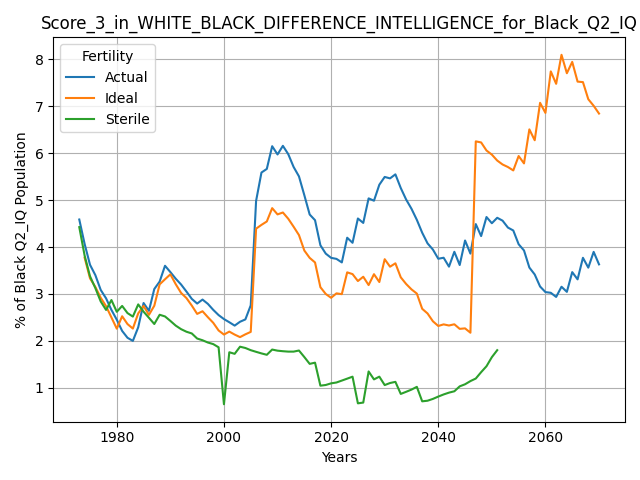 Score_3_in_WHITE_BLACK_DIFFERENCE_INTELLIGENCE_for_Black_Q2_IQ
Fertility
Actual
Ideal
Sterile
% of Black Q2_IQ Population
8
7
6
5
4
3
2
1
1980 2000 2020 2040 2060
Years